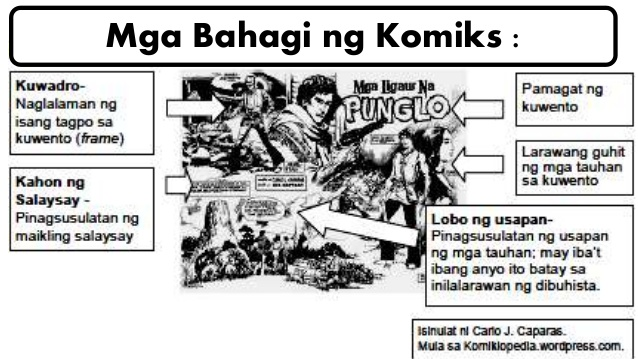 Mga Bahagi ng Komiks :
Kuwadro-
Naglalaman ng
isang tagpo sa
kuwento (frame)
Kahon ng
Salaysay -
Pinagsusulatan ng
maikling salaysay
Mga Ligaw Na
PUNGLO
Pamagat ng
kuwento
Larawang guhit
ng mga tauhan
sa kuwento
Lobo ng usapan-
Pinagsusulatan ng usapan
ng mga tauhan; may iba't
ibang anyo ito batay sa
inilalarawan ng dibuhista.
Isinulat ni Carlo J. Caparas.
Mula sa Komiklopedia.wordpress.com.